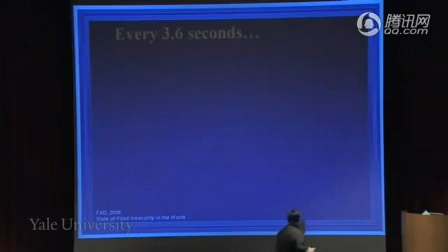 腾讯网
QQ.com
Every 3.6 seconds…
FAO, 2006
State of Food Insecurity in the World
Yale University